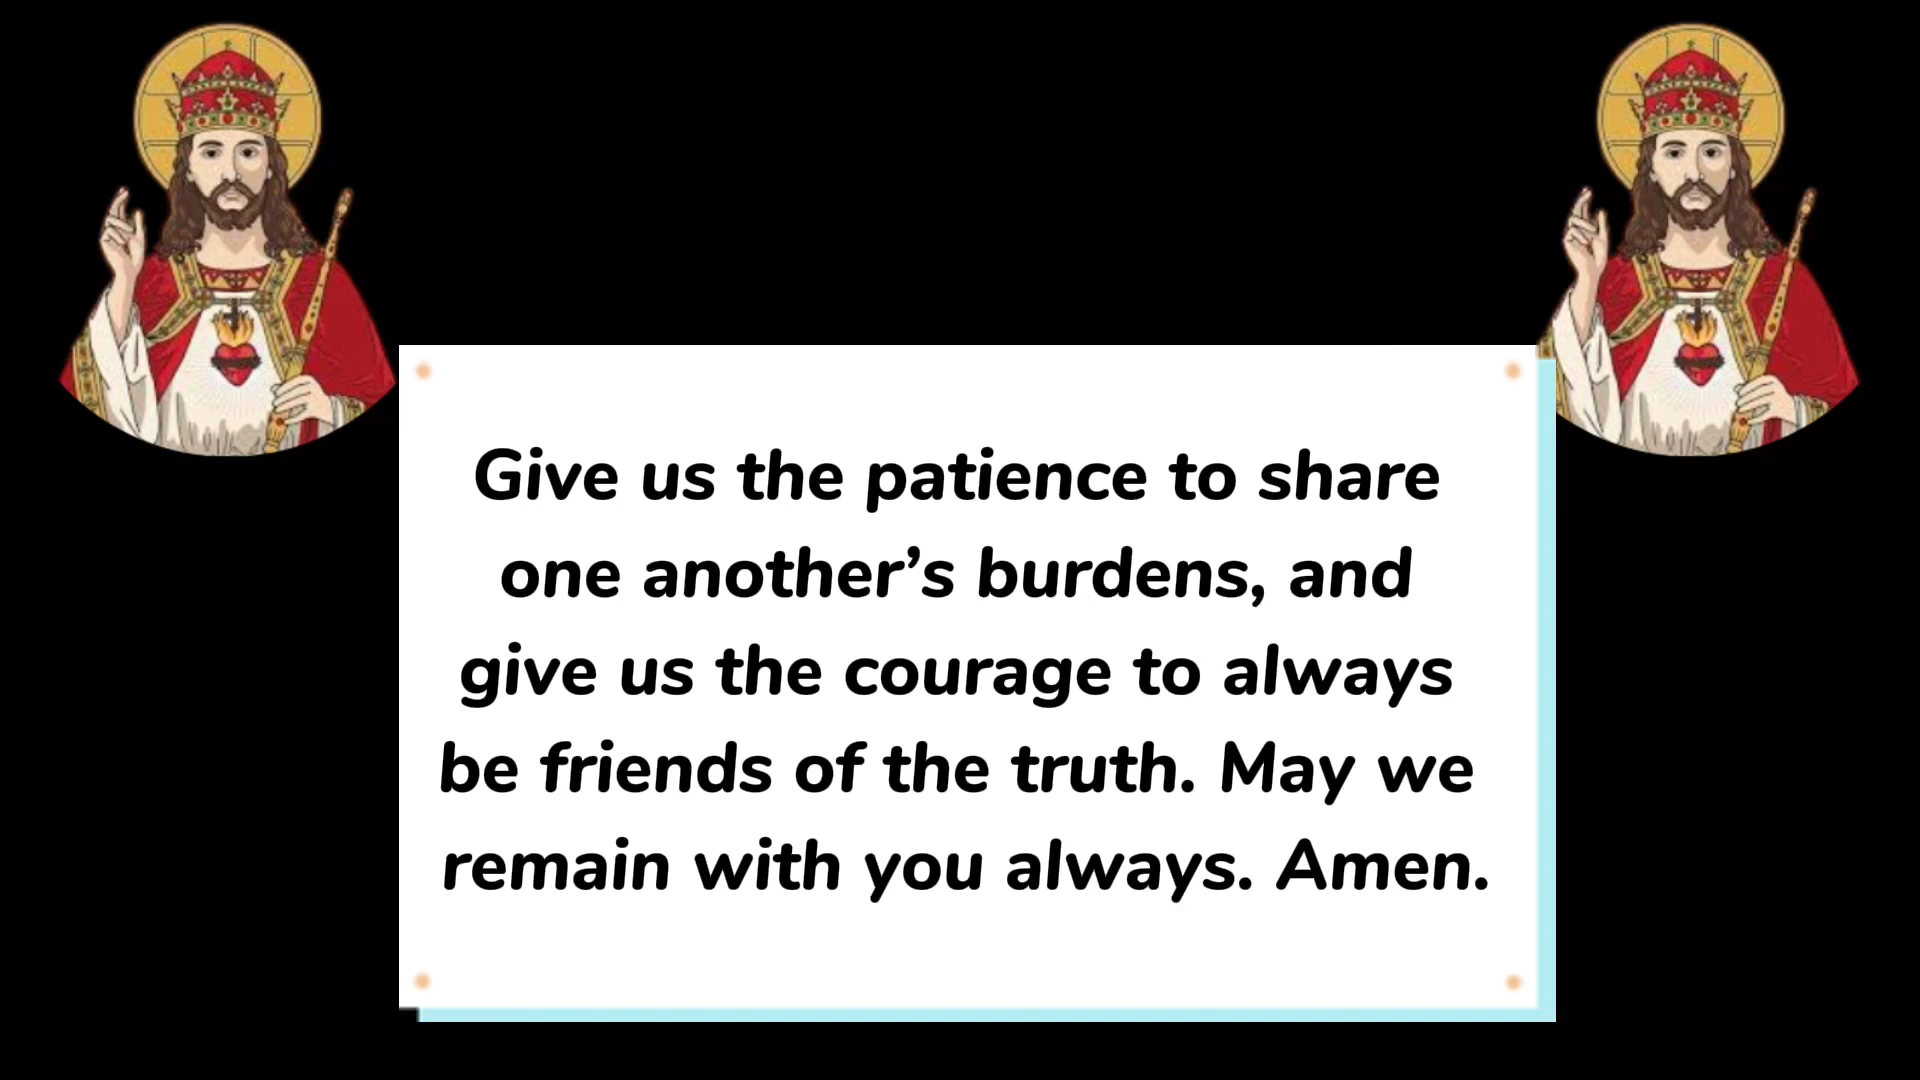 Give us the patience to share
one another’s burdens, and
give us the courage to always
be friends of the truth. May we
remain with you always. Amen.